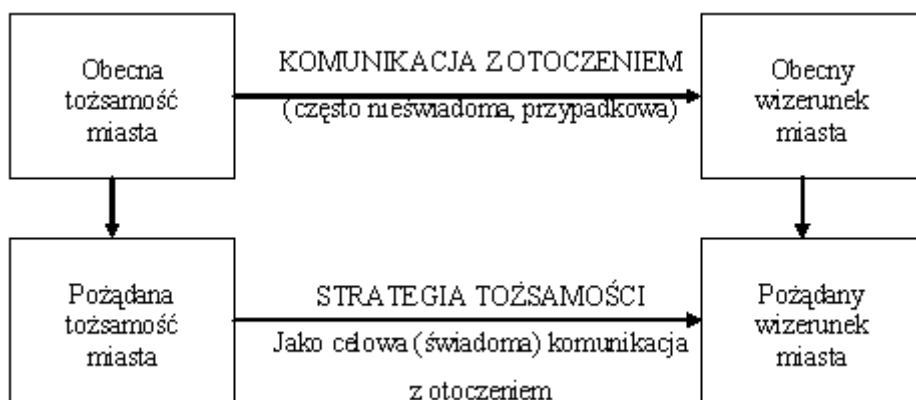 Obecna
tożsamość
miasta
KOMUNIKACJA Z OTOCZENIEM
(często nieświadoma, przypadkowa)
Obecny
wizerunek
miasta
Pożądana
tożsamość
miasta
STRATEGIA TOŻSAMOŚCI
Jako celowa (świadoma) komunikacja
z otoczeniem
Pożądany
wizerunek
miasta